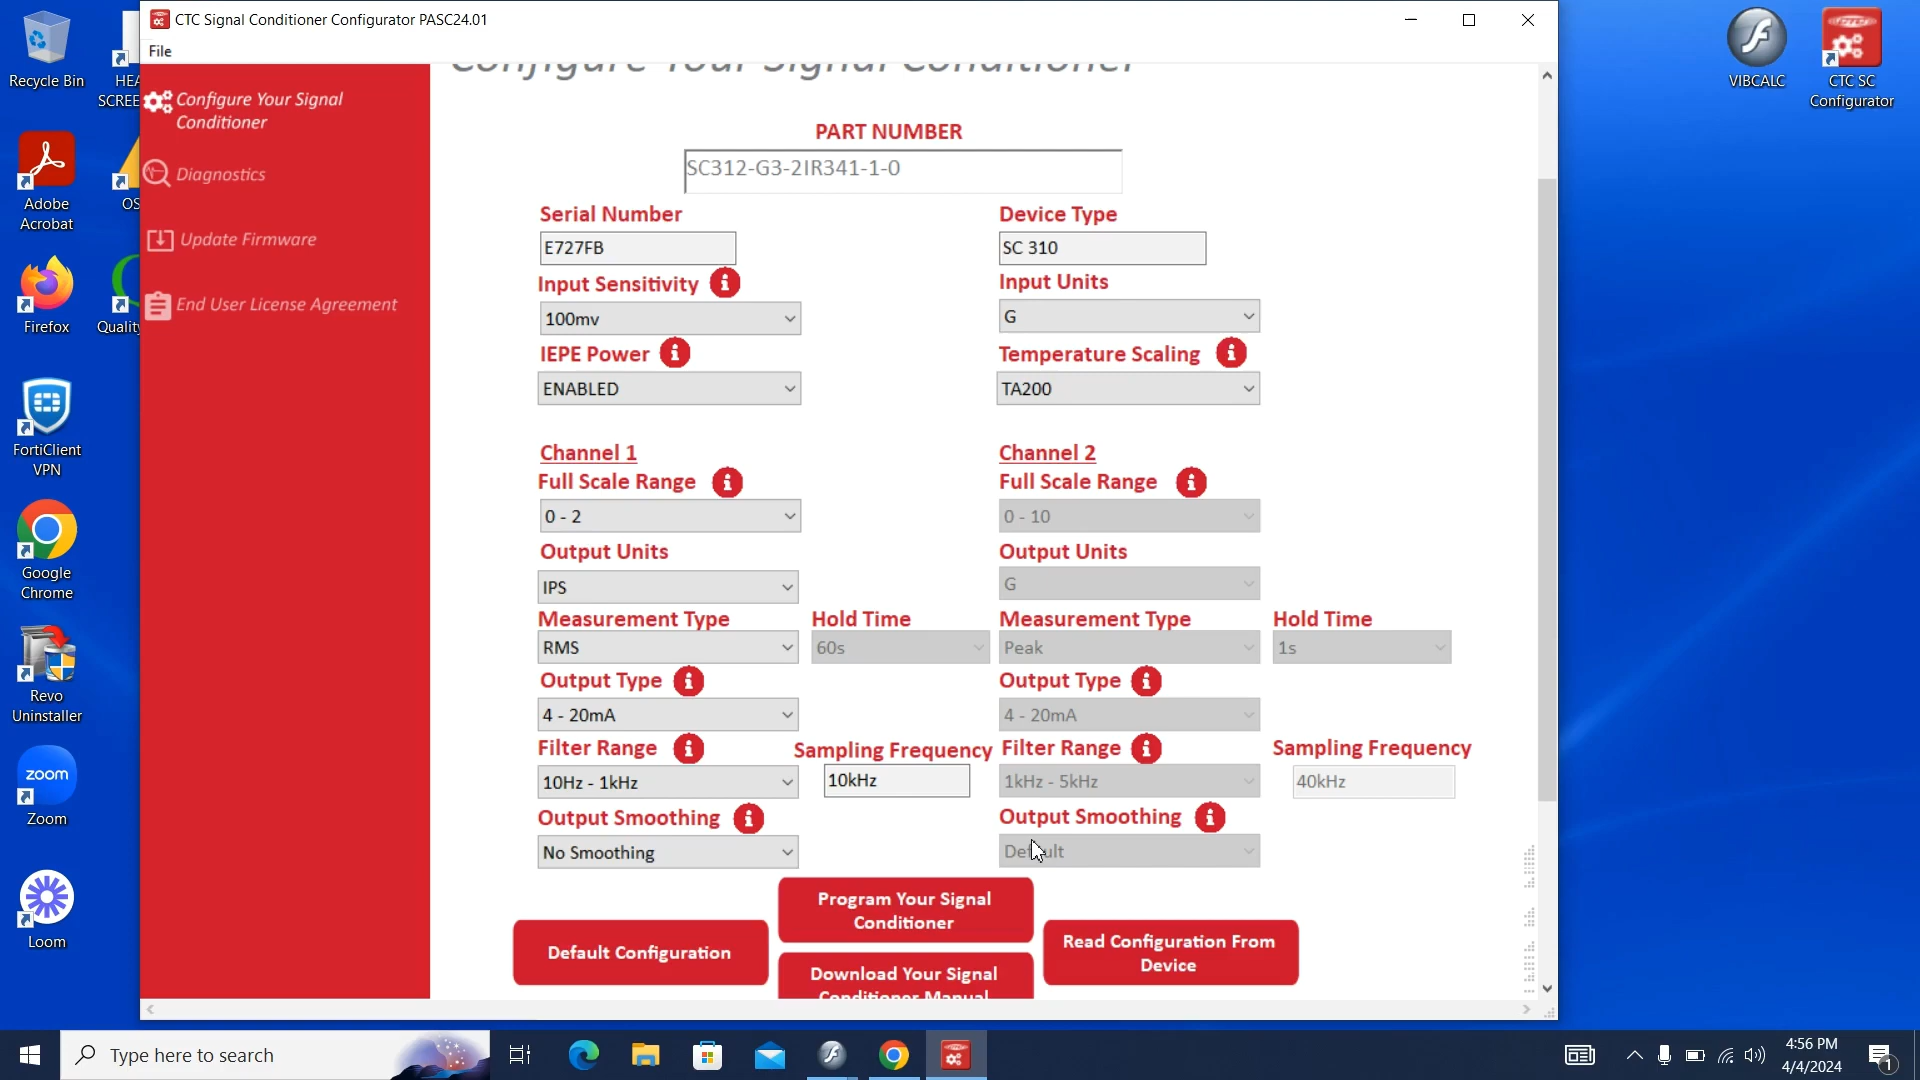 CTC Signal Conditioner Configurator PASC24.01
File
Recycle Bin
HEA
SCREE
Adobe
Acrobat
OS
Firefox
Quality
FortiClient
VPN
Google
Chrome
Revo
Uninstaller
zoom
Zoom
Loom
VIBCALC
CTC SC
Configurator
Configure Your Signal
Conditioner
Diagnostics
Update Firmware
End User License Agreement
Configure Your Signal Conditioner
PART NUMBER
SC312-G3-2IR341-1-0
Serial Number
Device Type
E727FB
SC 310
Input Sensitivity
Input Units
100mv
G
IEPE Power
Temperature Scaling
ENABLED
TA200
Channel 1
Channel 2
Full Scale Range
Full Scale Range
0 - 2
0 - 10
Output Units
Output Units
IPS
G
Measurement Type
Hold Time
Measurement Type
Hold Time
RMS
60s
Peak
1s
Output Type
Output Type
4 - 20mA
4 - 20mA
Filter Range
Sampling Frequency
Filter Range
Sampling Frequency
10Hz - 1kHz
10kHz
1kHz - 5kHz
40kHz
Output Smoothing
Output Smoothing
No Smoothing
Default
Default Configuration
Program Your Signal
Conditioner
Read Configuration From
Device
Download Your Signal
Conditioner Manual
Type here to search
4:56 PM
4/4/2024
1